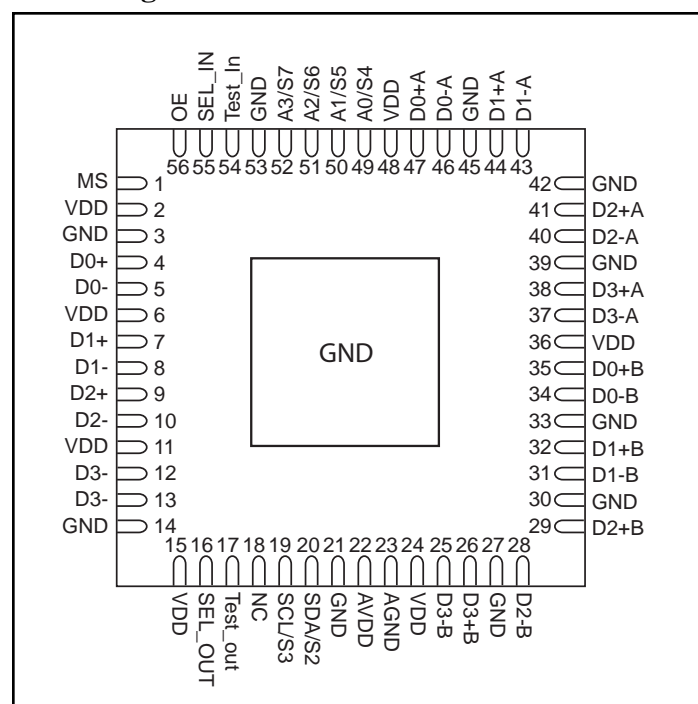 OE
SEL_IN
Test_In
GND
A3/S7
A2/S6
A1/S5
A0/S4
VDD
D0+A
D0-A
GND
D1+A
D1-A
56 55 54 53 52 51 50 49 48 47 46 45 44 43
MS 1
VDD 2
GND 3
D0+ 4
D0- 5
VDD 6
D1+ 7
D1- 8
D2+ 9
D2- 10
VDD 11
D3- 12
D3- 13
GND 14
GND
42 GND
41 D2+A
40 D2-A
39 GND
38 D3+A
37 D3-A
36 VDD
35 D0+B
34 D0-B
33 GND
32 D1+B
31 D1-B
30 GND
29 D2+B
15 16 17 18 19 20 21 22 23 24 25 26 27 28
VDD
SEL_OUT
Test_out
NC
SCL/S3
SDA/S2
GND
AVDD
AGND
VDD
D3-B
D3+B
GND
D2-B